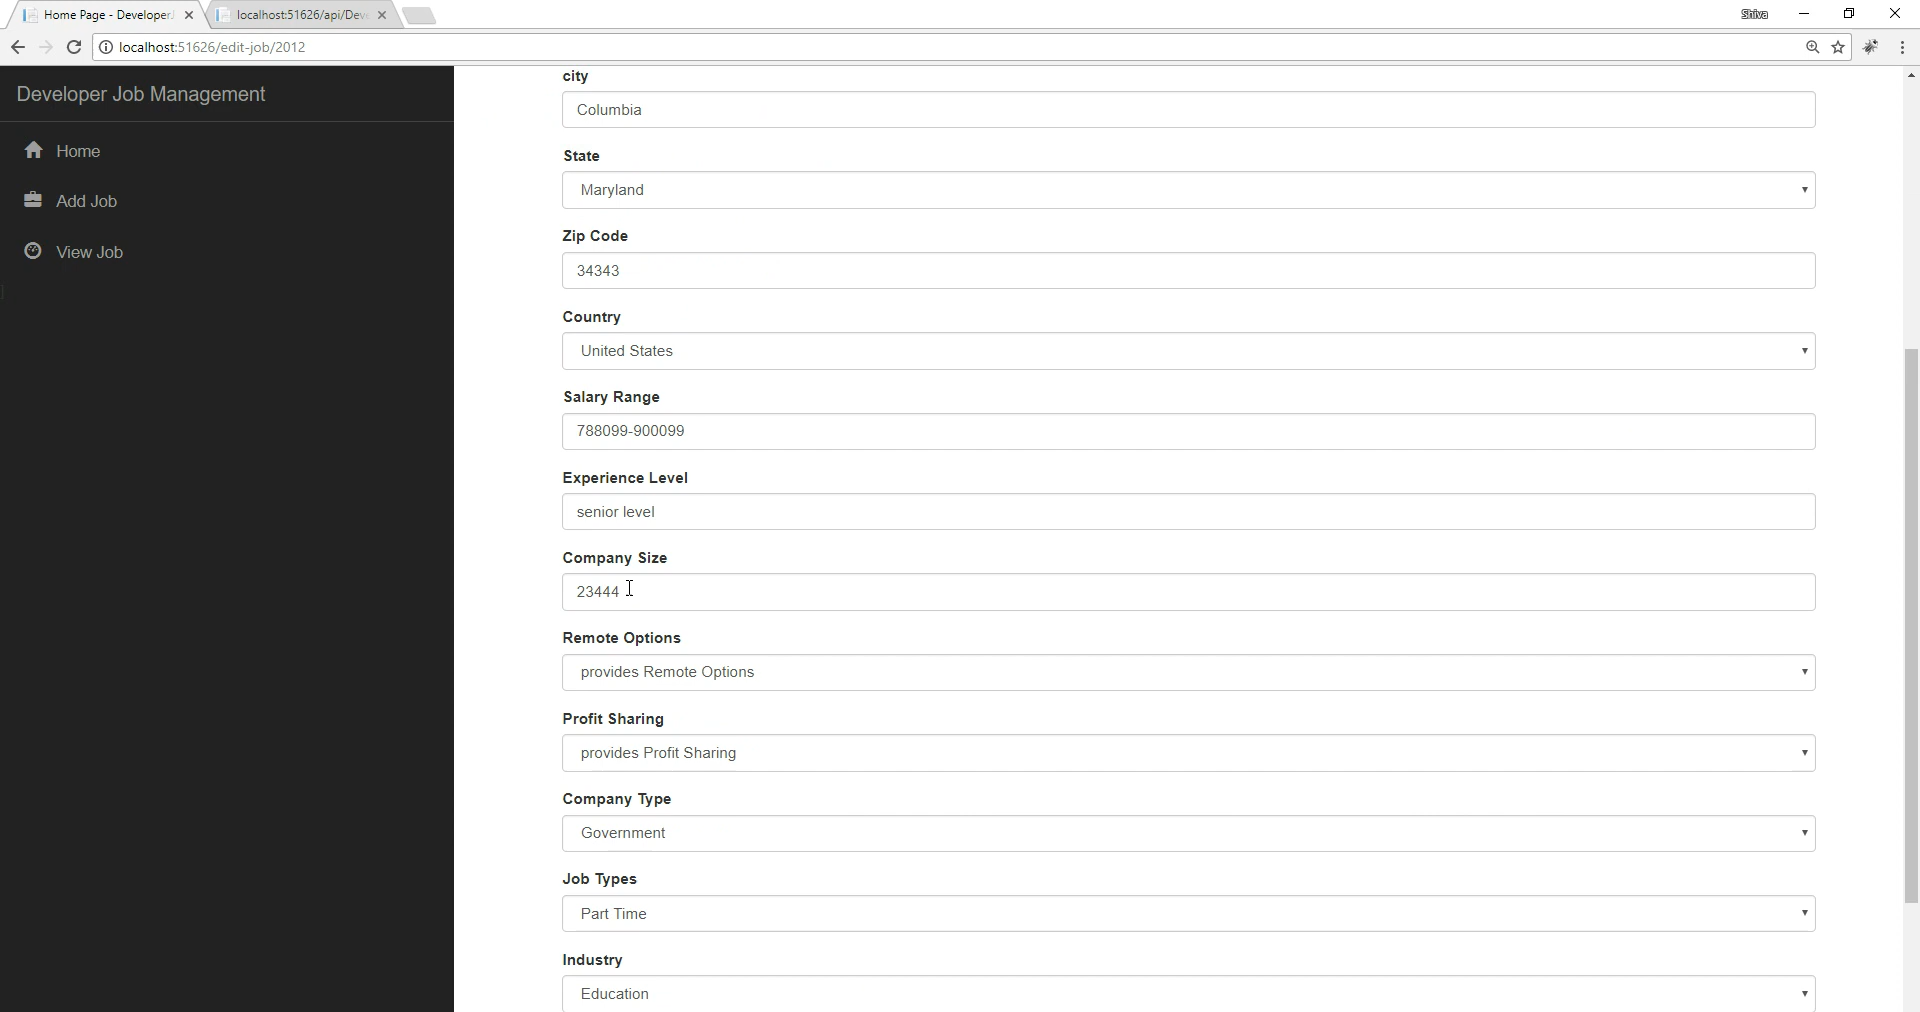 Home Page - Developer
localhost:51626/api/Dev
Shiva
localhost:51626/edit-job/2012
Developer Job Management
Home
Add Job
View Job
city
Columbia
State
Maryland
Zip Code
34343
Country
United States
Salary Range
788099-900099
Experience Level
senior level
Company Size
23444
Remote Options
provides Remote Options
Profit Sharing
provides Profit Sharing
Company Type
Government
Job Types
Part Time
Industry
Education